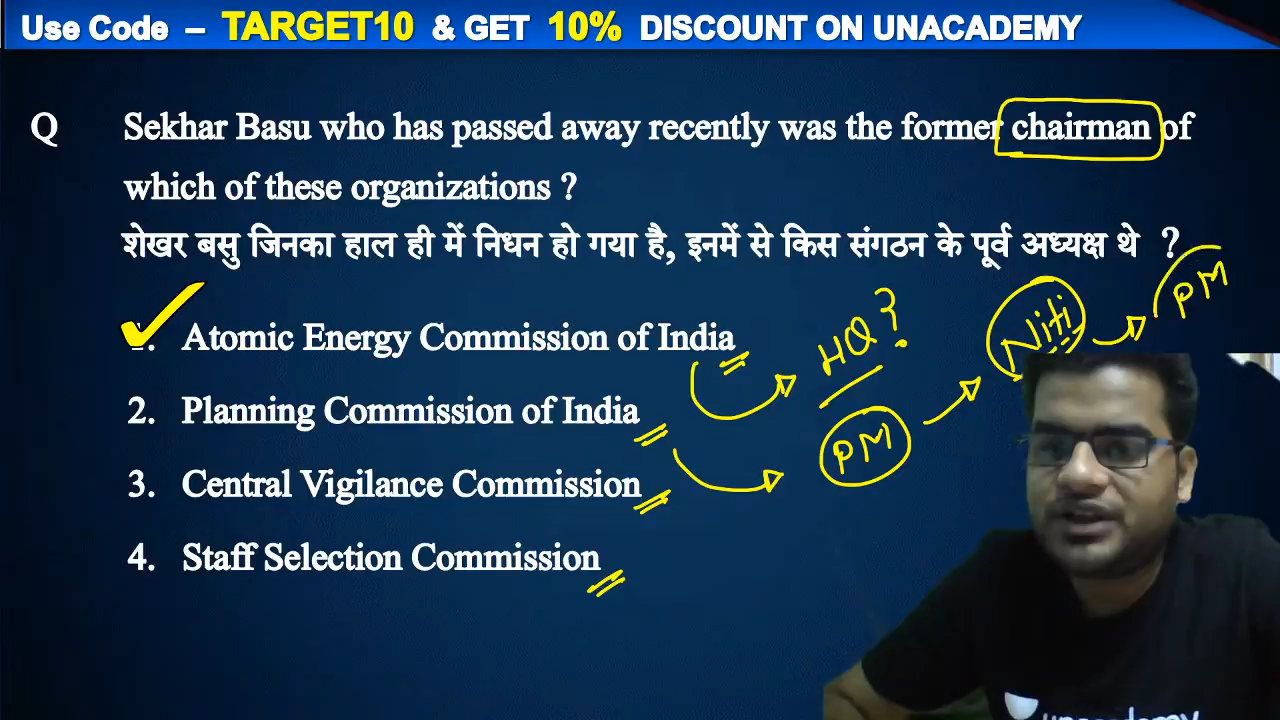 Use Code – TARGET10 & GET 10% DISCOUNT ON UNACADEMY
Q Sekhar Basu who has passed away recently was the former chairman of
which of these organizations ?
शेखर बसु जिनका हाल ही में निधन हो गया है, इनमें से किस संगठन के पूर्व अध्यक्ष थे ?
1. Atomic Energy Commission of India
HQ?
Niti
PM
2. Planning Commission of India
PM
3. Central Vigilance Commission
4. Staff Selection Commission
unacademy